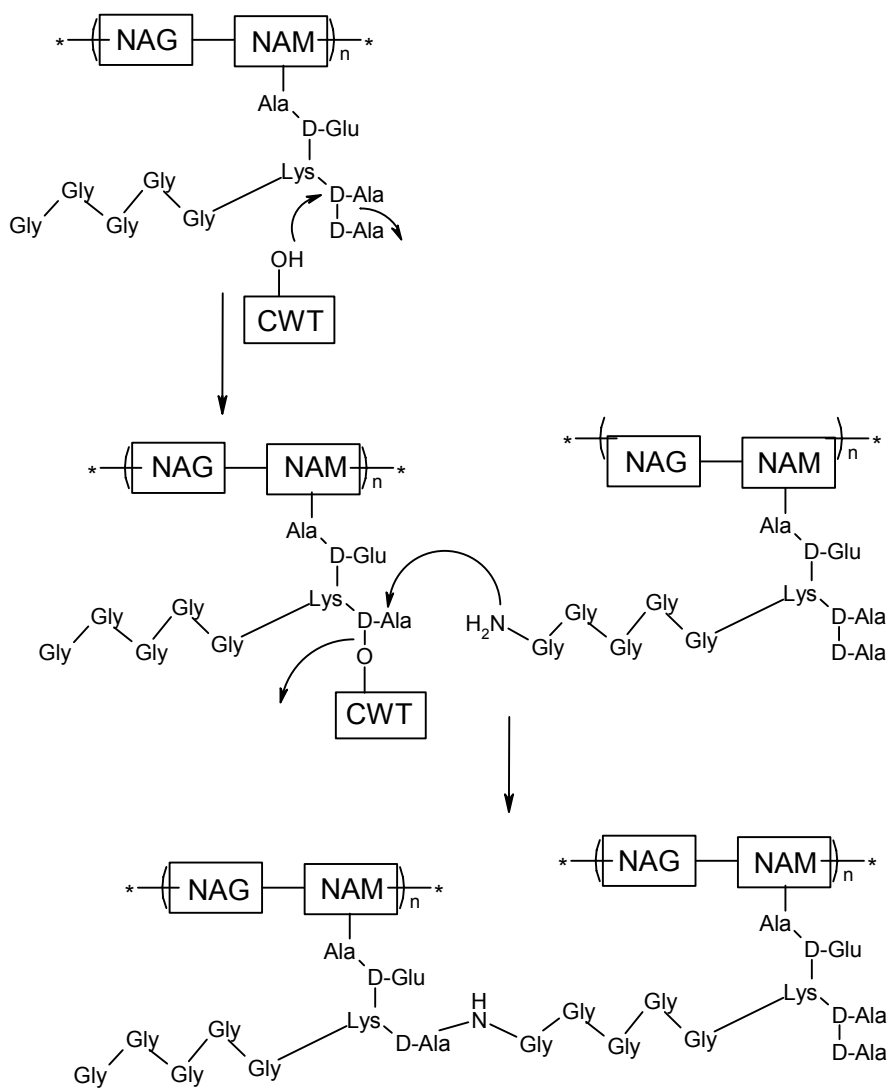 * ( NAG NAM ) n *
Ala
D-Glu
Lys
Gly Gly Gly Gly Gly
D-Ala
D-Ala
OH
CWT
* ( NAG NAM ) n *
Ala
D-Glu
Lys
Gly Gly Gly Gly Gly
D-Ala
O
CWT
* ( NAG NAM ) n *
Ala
D-Glu
Lys
H2N
Gly Gly Gly Gly Gly
D-Ala
D-Ala
* ( NAG NAM ) n *
Ala
D-Glu
Lys
Gly Gly Gly Gly Gly
D-Ala
H
N
* ( NAG NAM ) n *
Ala
D-Glu
Lys
Gly Gly Gly Gly Gly
D-Ala
D-Ala